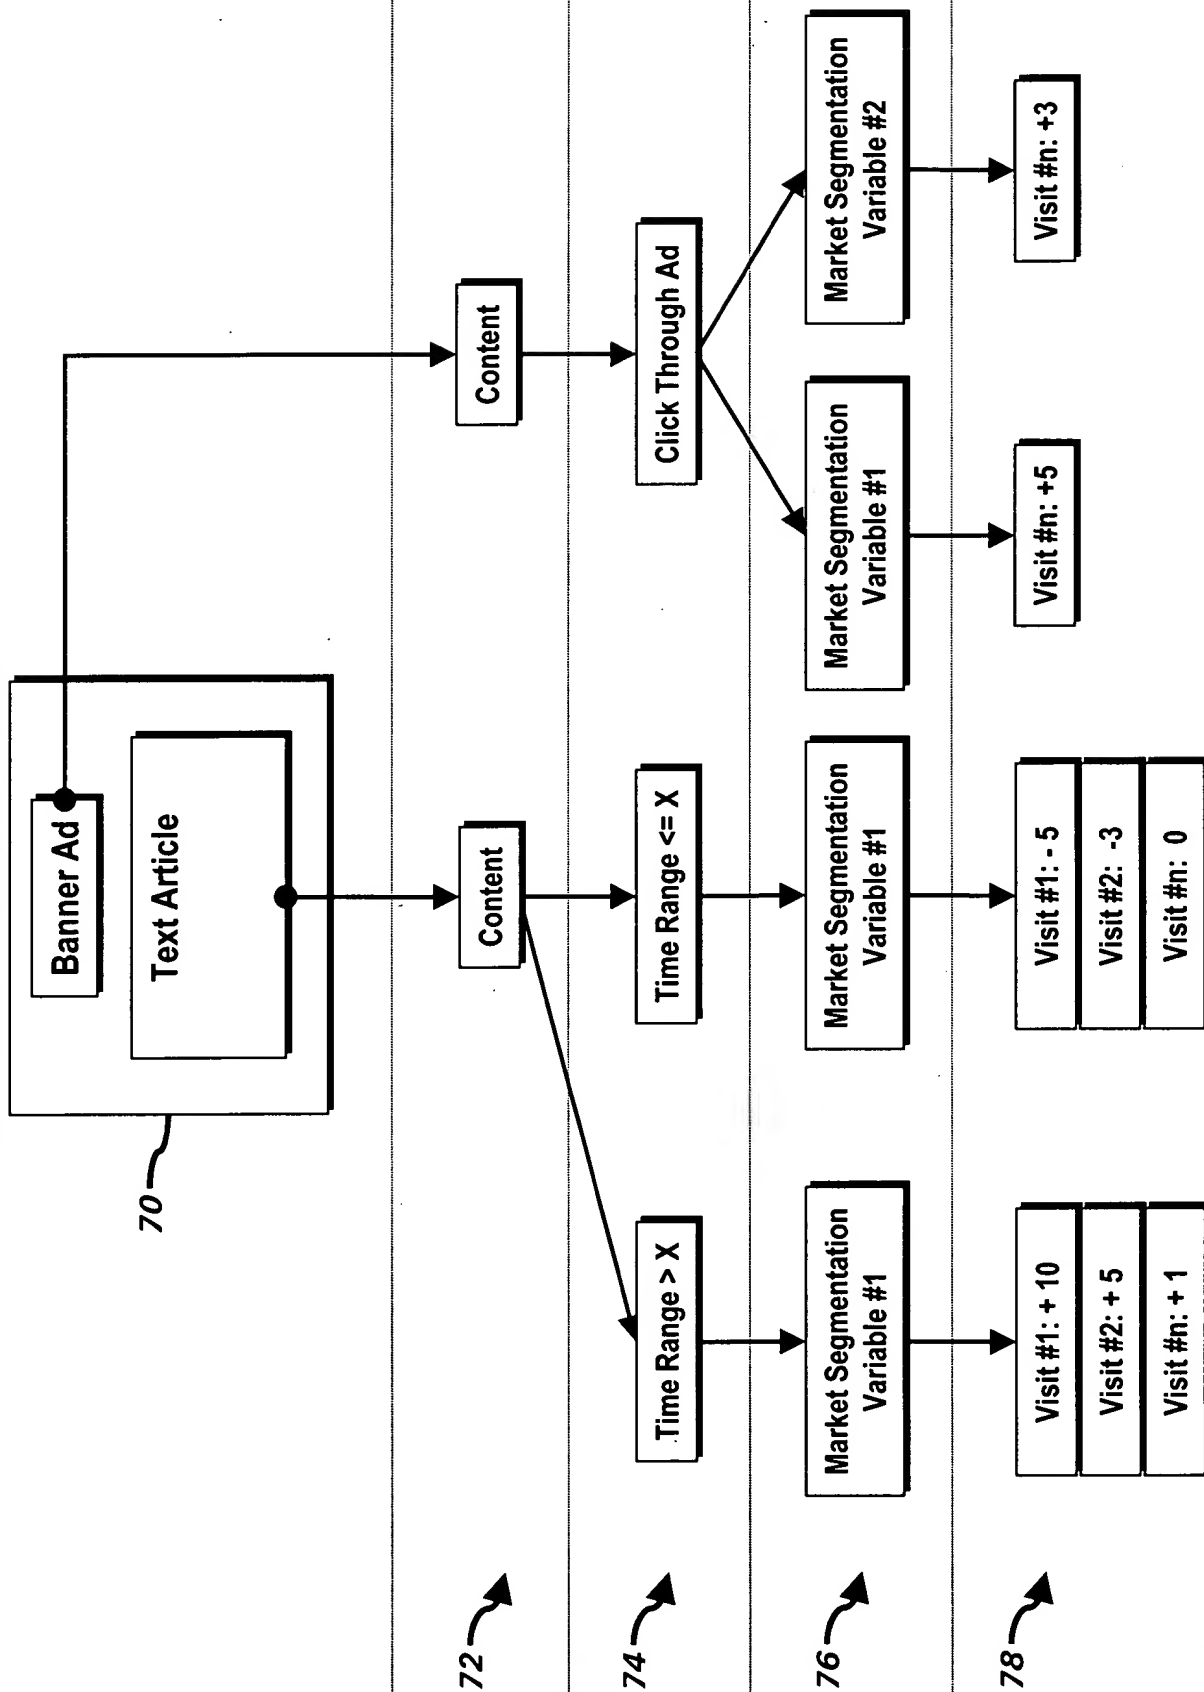 70
Banner Ad
Text Article
72
Content
Content
74
Time Range > X
Time Range <= X
Click Through Ad
76
Market Segmentation
Variable #1
Market Segmentation
Variable #1
Market Segmentation
Variable #1
Market Segmentation
Variable #2
78
Visit #1: + 10
Visit #2: + 5
Visit #n: + 1
Visit #1: - 5
Visit #2: -3
Visit #n: 0
Visit #n: +5
Visit #n: +3